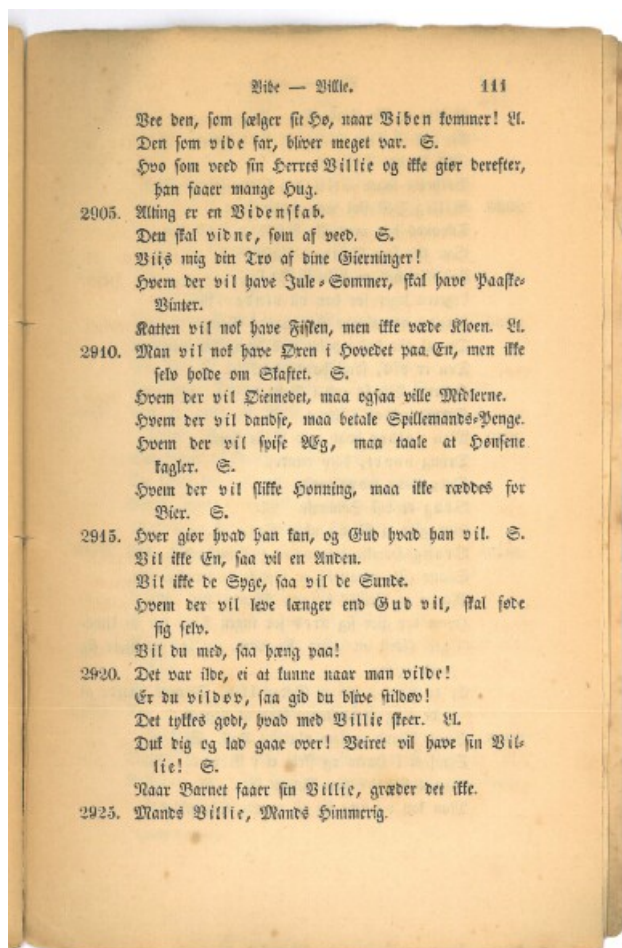 Vide — Villie. 111
Vee den, som sælger sit Hø, naar Viben kommer! Ll.
Den som vide far, bliver meget var. S.
Hvo som veed sin Herres Villie og ikke giør derefter,
han faaer mange Hug.
2905. Alting er en Videnskab.
Den skal vidne, som af veed. S.
Viis mig din Tro af dine Gierninger!
Hvem der vil have Jule-Sommer, skal have Paaske-
Vinter.
Katten vil nok have Fisken, men ikke væde Kloen. Ll.
2910. Man vil nok have Øxen i Hovedet paa En, men ikke
selv holde om Skaftet. S.
Hvem der vil Øiemedet, maa ogsaa ville Midlerne.
Hvem der vil dandse, maa betale Spillemands-Penge.
Hvem der vil spise Æg, maa taale at Hønsene
kagler. S.
Hvem der vil slikke Honning, maa ikke ræddes for
Bier. S.
2915. Hver giør hvad han kan, og Gud hvad han vil. S.
Vil ikke En, saa vil en Anden.
Vil ikke de Syge, saa vil de Sunde.
Hvem der vil leve længer end Gud vil, skal føde
sig selv.
Vil du med, saa hæng paa!
2920. Det var ilde, ei at kunne naar man vilde!
Er du vildøv, saa gid du blive stildøv!
Det tykkes godt, hvad med Villie skeer. Ll.
Duk dig og lad gaae over! Veiret vil have sin Vil-
lie! S.
Naar Barnet faaer sin Villie, græder det ikke.
2925. Mands Villie, Mands Himmerig.